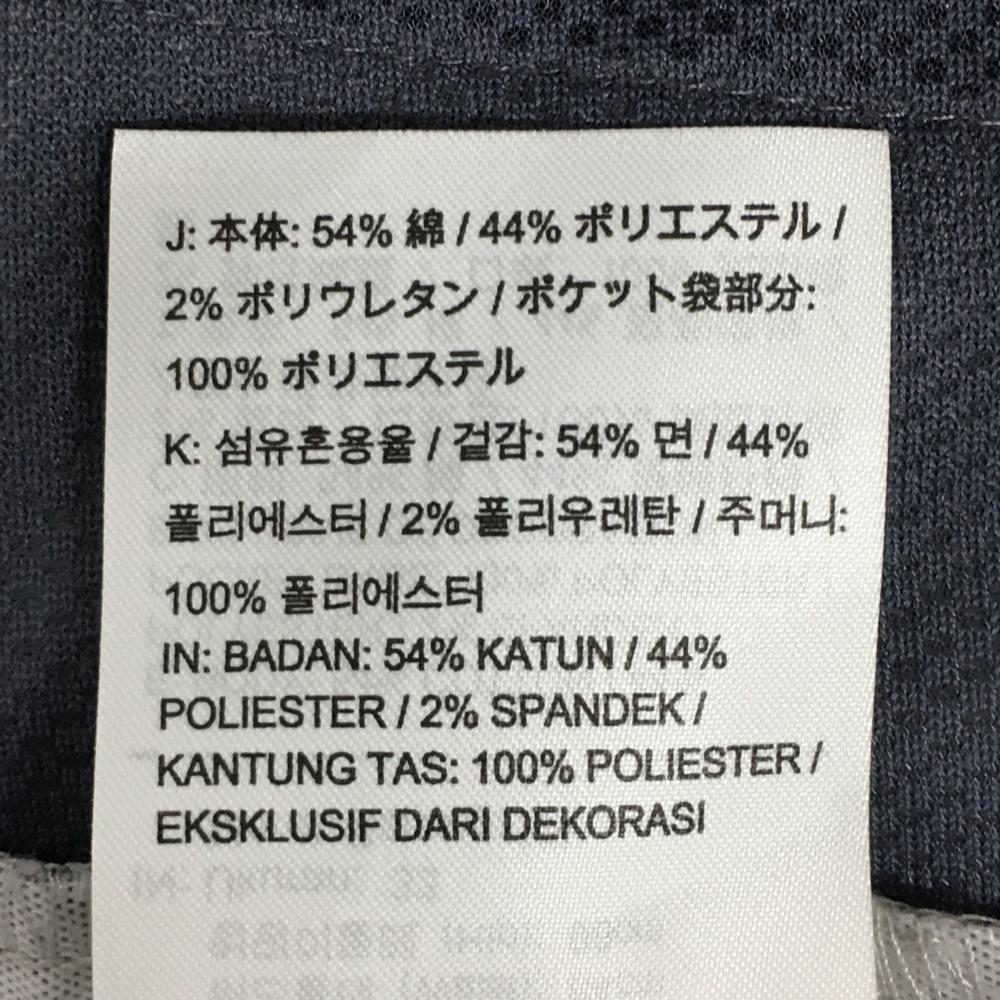 J: 本体: 54% 綿 / 44% ポリエステル /
2% ポリウレタン / ポケット袋部分:
100% ポリエステル
K: 섬유혼용율 / 겉감: 54% 면 / 44%
폴리에스터 / 2% 폴리우레탄 / 주머니:
100% 폴리에스터
IN: BADAN: 54% KATUN / 44%
POLIESTER / 2% SPANDEK /
KANTUNG TAS: 100% POLIESTER /
EKSKLUSIF DARI DEKORASI